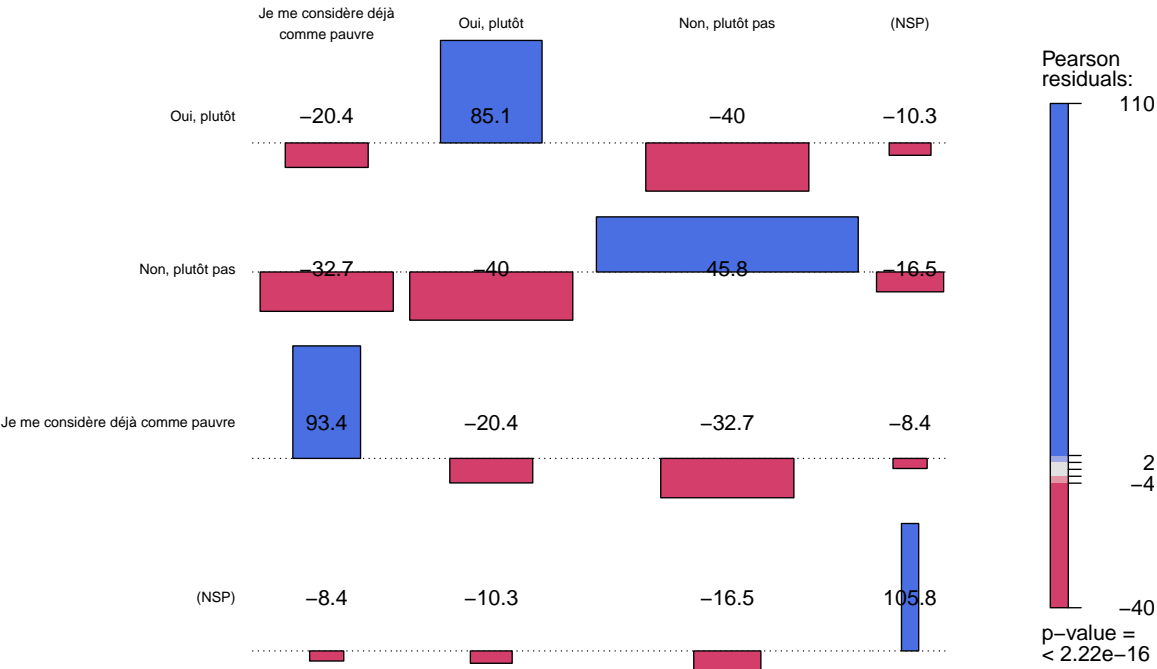 Je me considère déjà
comme pauvre
Oui, plutôt
Non, plutôt pas
(NSP)
Oui, plutôt
−20.4
85.1
−40
−10.3
Non, plutôt pas
−32.7
−40
45.8
−16.5
Je me considère déjà comme pauvre
93.4
−20.4
−32.7
−8.4
(NSP)
−8.4
−10.3
−16.5
105.8
Pearson
residuals:
110
2
−4
−40
p−value =
< 2.22e−16